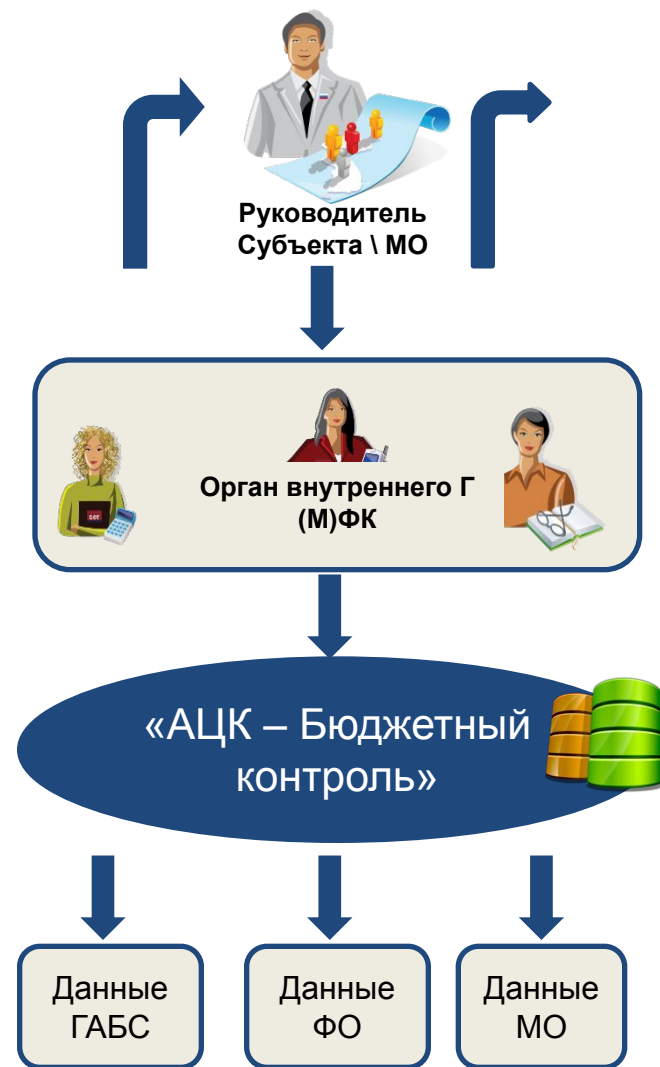 Руководитель
Субъекта \ МО
Орган внутреннего Г
(М)ФК
«АЦК – Бюджетный
контроль»
Данные
ГАБС
Данные
ФО
Данные
МО